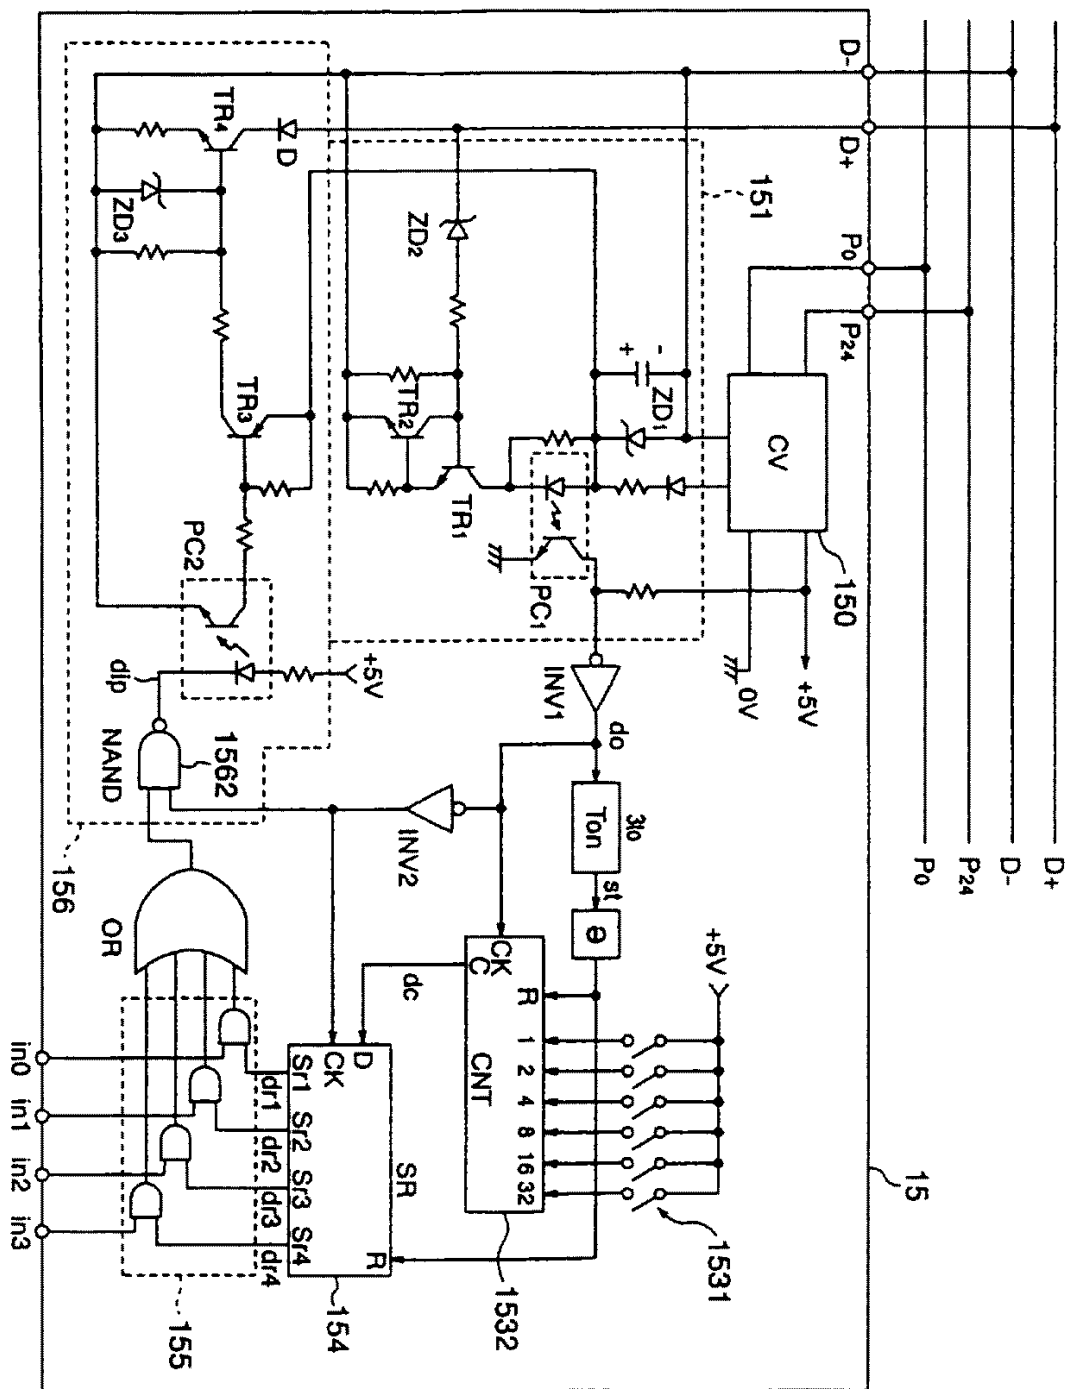 D+
D-
P24
P0
D-
D+
P0
P24
15
151
CV
150
+5V
0V
+5V
1531
ZD1
+
-
PC1
INV1
do
3to
Ton
st
e
R
1
2
4
8
16
32
CK
C
CNT
1532
dc
ZD2
TR1
TR2
INV2
D
CK
SR
R
Sr1
Sr2
Sr3
Sr4
154
dr1
dr2
dr3
dr4
155
D
TR4
ZD3
TR3
PC2
+5V
dip
NAND
1562
156
OR
in0
in1
in2
in3